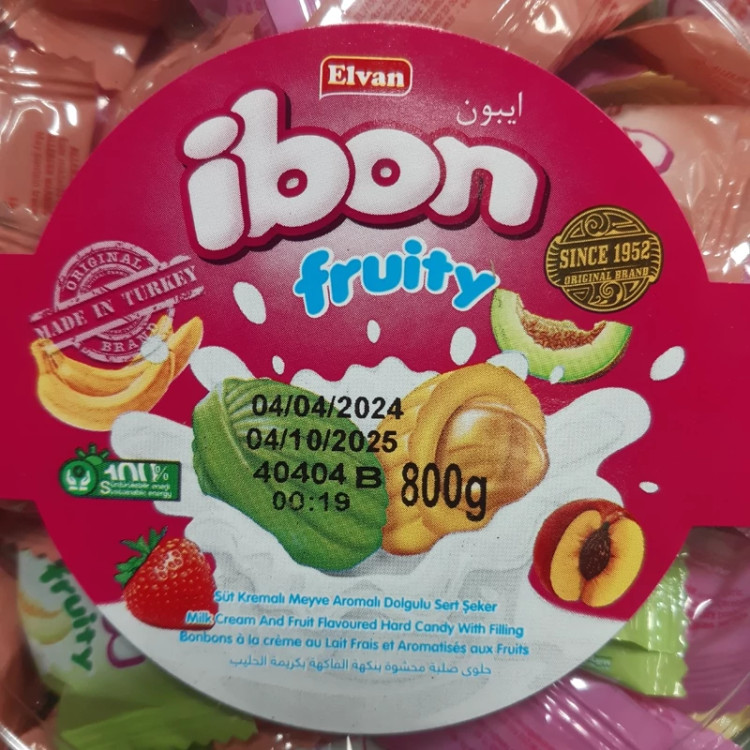 Elvan
ايبون
ibon
fruity
SINCE 1952
ORIGINAL BRAND
ORIGINAL
MADE IN TURKEY
BRAND
04/04/2024
04/10/2025
40404 B
00:19
800g
100%
Sürdürülebilir enerji
Sustainable energy
Süt Kremalı Meyve Aromalı Dolgulu Sert Şeker
Milk Cream And Fruit Flavoured Hard Candy With Filling
Bonbons à la crème au Lait Frais et Aromatisés aux Fruits
حلوى صلبة محشوة بنكهة الفاكهة بكريمة الحليب
fruity